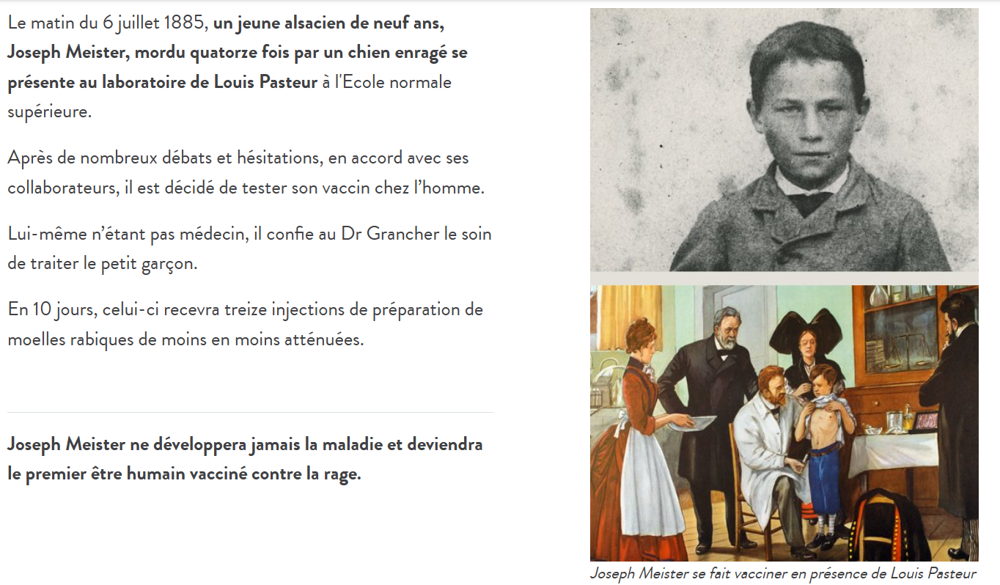 Le matin du 6 juillet 1885, un jeune alsacien de neuf ans,
Joseph Meister, mordu quatorze fois par un chien enragé se
présente au laboratoire de Louis Pasteur à l'Ecole normale
supérieure.
Après de nombreux débats et hésitations, en accord avec ses
collaborateurs, il est décidé de tester son vaccin chez l’homme.
Lui-même n’étant pas médecin, il confie au Dr Grancher le soin
de traiter le petit garçon.
En 10 jours, celui-ci recevra treize injections de préparation de
moelles rabiques de moins en moins atténuées.
Joseph Meister ne développera jamais la maladie et deviendra
le premier être humain vacciné contre la rage.
Joseph Meister se fait vacciner en présence de Louis Pasteur